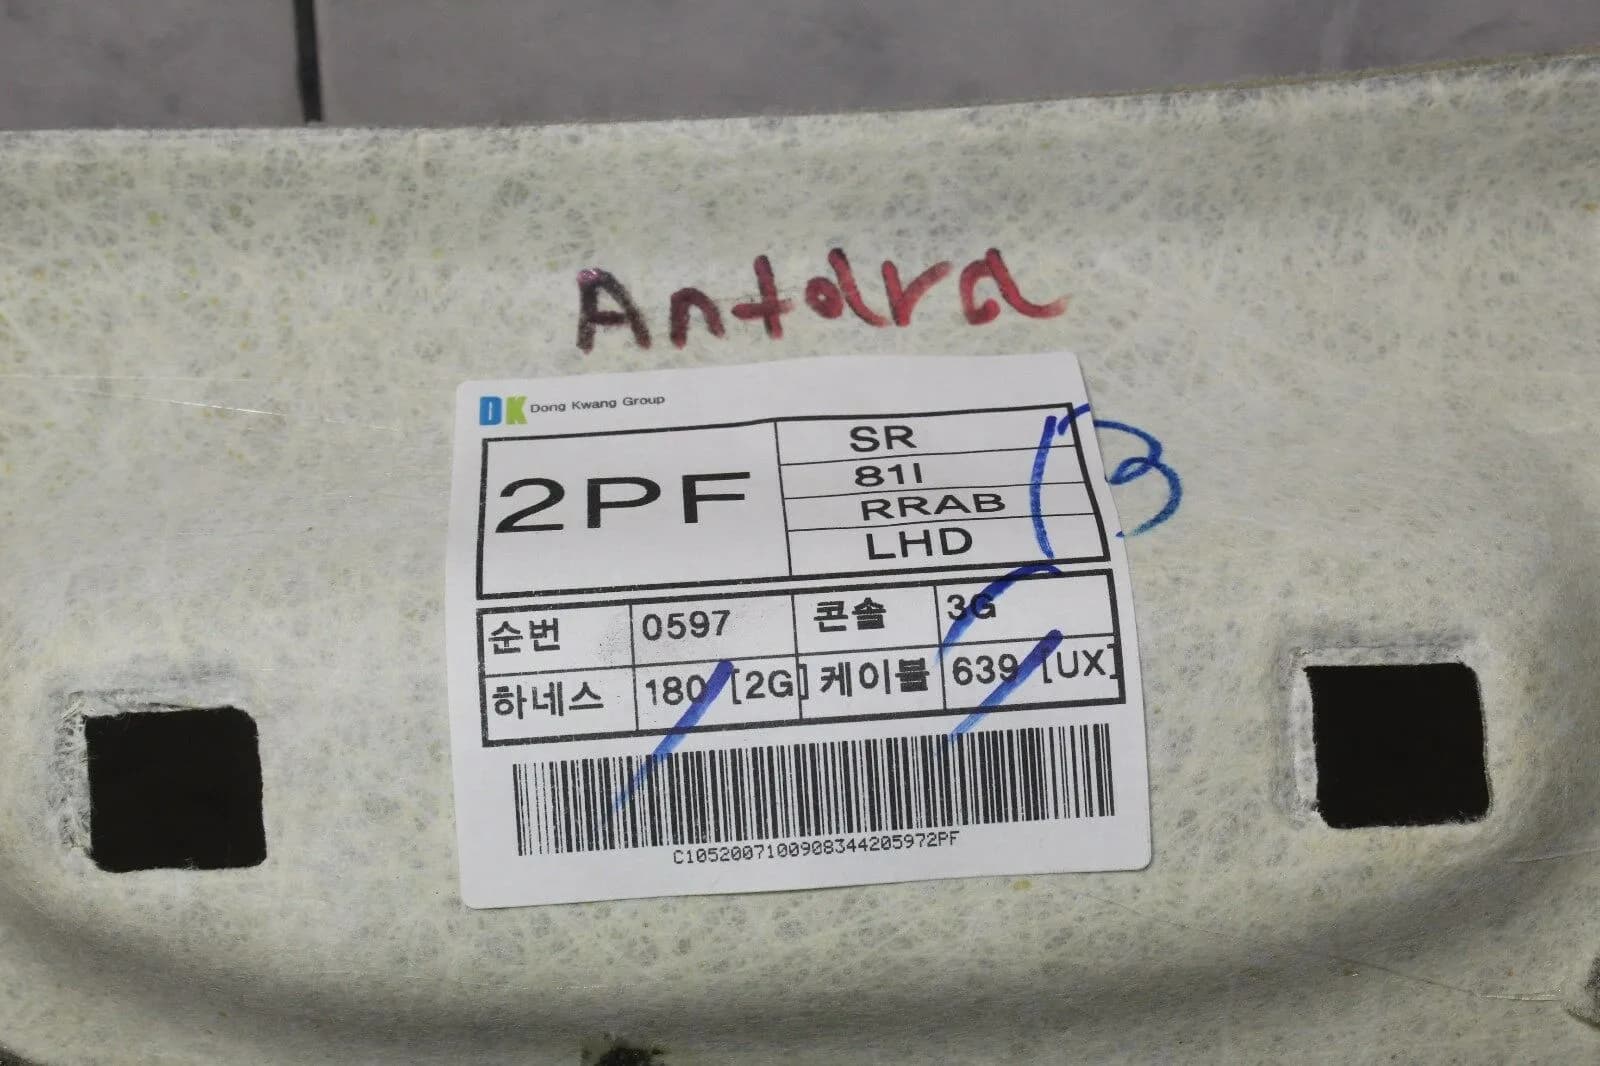 Antara
DK Dong Kwang Group
2PF
SR
81I
RRAB
LHD
3
순번 0597 콘솔 3G
하네스 180 [2G] 케이블 639 [UX]
C1052007100908344205972PF